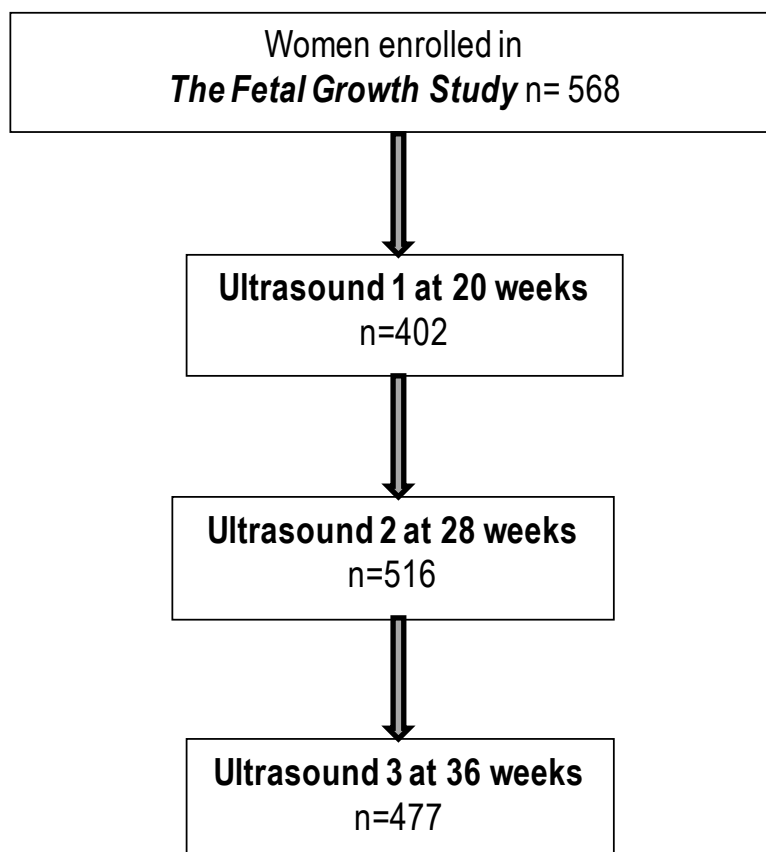 Women enrolled in
The Fetal Growth Study n= 568
Ultrasound 1 at 20 weeks
n=402
Ultrasound 2 at 28 weeks
n=516
Ultrasound 3 at 36 weeks
n=477